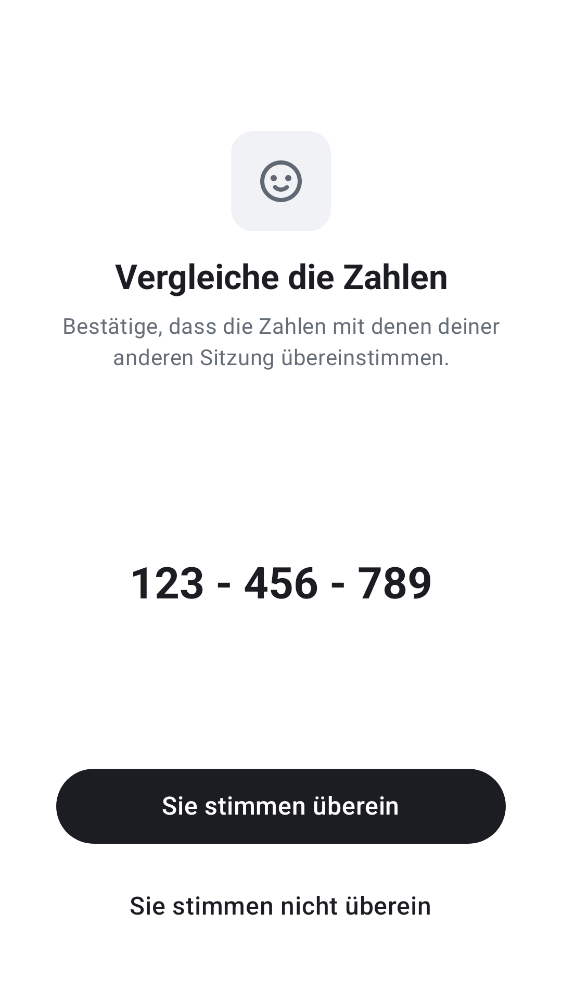 Vergleiche die Zahlen
Bestätige, dass die Zahlen mit denen deiner
anderen Sitzung übereinstimmen.
123 - 456 - 789
Sie stimmen überein
Sie stimmen nicht überein